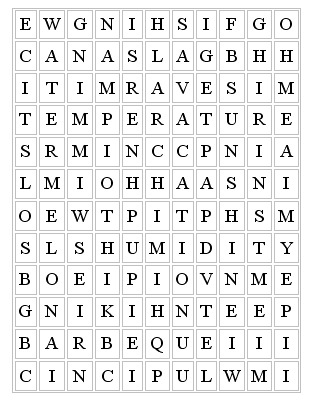 E W G N I H S I F G O
C A N A S L A G B H H
I T I M R A V E S I M
T E M P E R A T U R E
S R M I N C C P N I A
L M I O H H A A S N I
O E W T P I T P H S M
S L S H U M I D I T Y
B O E I P I O V N M E
G N I K I H N T E E P
B A R B E Q U E I I I
C I N C I P U L W M I